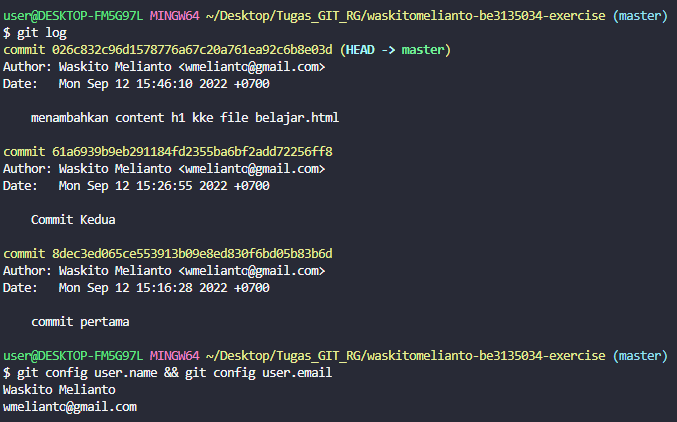 user@DESKTOP-FM5G97L MINGW64 ~/Desktop/Tugas_GIT_RG/waskitomelianto-be3135034-exercise (master)
$ git log
commit 026c832c96d1578776a67c20a761ea92c6b8e03d (HEAD -> master)
Author: Waskito Melianto <wmelianto@gmail.com>
Date:   Mon Sep 12 15:46:10 2022 +0700

    menambahkan content h1 kke file belajar.html

commit 61a6939b9eb291184fd2355ba6bf2add72256ff8
Author: Waskito Melianto <wmelianto@gmail.com>
Date:   Mon Sep 12 15:26:55 2022 +0700

    Commit Kedua

commit 8dec3ed065ce553913b09e8ed830f6bd05b83b6d
Author: Waskito Melianto <wmelianto@gmail.com>
Date:   Mon Sep 12 15:16:28 2022 +0700

    commit pertama

user@DESKTOP-FM5G97L MINGW64 ~/Desktop/Tugas_GIT_RG/waskitomelianto-be3135034-exercise (master)
$ git config user.name && git config user.email
Waskito Melianto
wmelianto@gmail.com